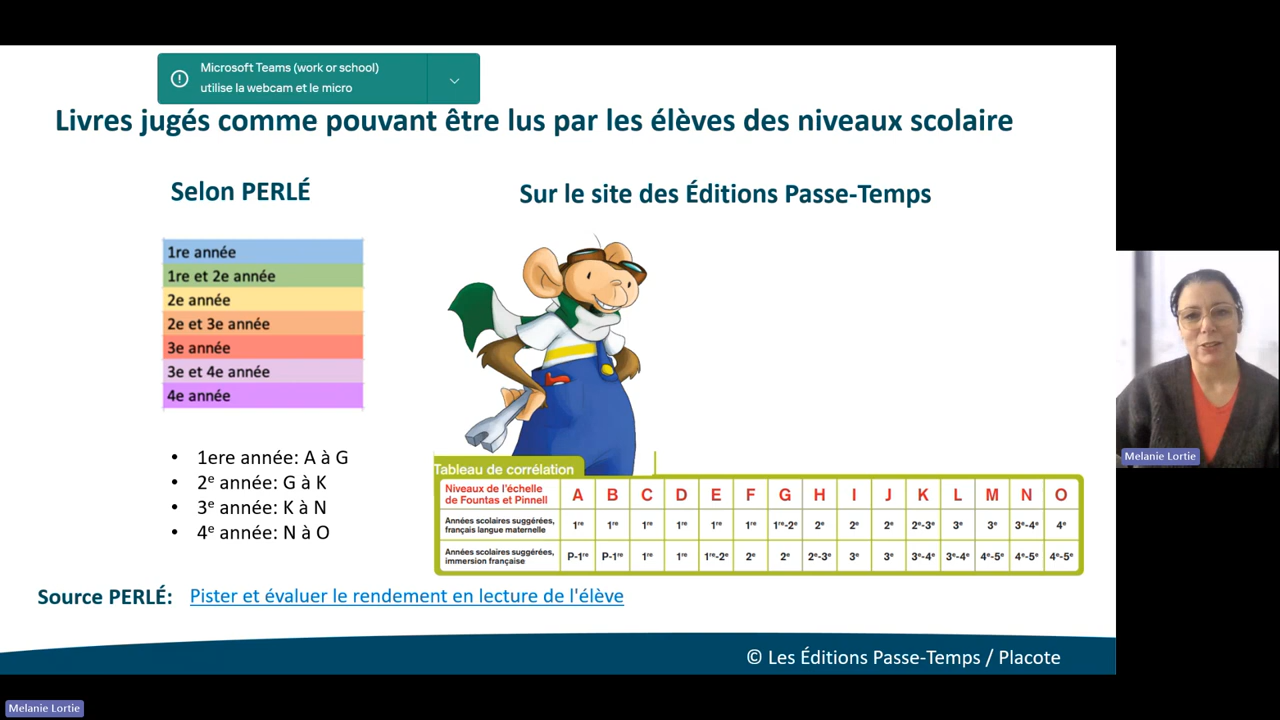 Microsoft Teams (work or school)
utilise la webcam et le micro
Livres jugés comme pouvant être lus par les élèves des niveaux scolaire
Selon PERLÉ
Sur le site des Éditions Passe-Temps
1re année
1re et 2e année
2e année
2e et 3e année
3e année
3e et 4e année
4e année
• 1ere année: A à G
• 2e année: G à K
• 3e année: K à N
• 4e année: N à O
Tableau de corrélation
Niveaux de l'échelle
de Fountas et Pinnell
A B C D E F G H I J K L M N O
Années scolaires suggérées,
français langue maternelle
1re 1re 1re 1re 1re 1re 1re-2e 2e 2e 2e 2e-3e 3e 3e 3e-4e 4e
Années scolaires suggérées,
immersion française
P-1re P-1re 1re 1re 1re-2e 2e 2e 2e-3e 3e 3e 3e-4e 3e-4e 4e-5e 4e-5e 4e-5e
Source PERLÉ: Pister et évaluer le rendement en lecture de l'élève
© Les Éditions Passe-Temps / Placote
Melanie Lortie
Melanie Lortie